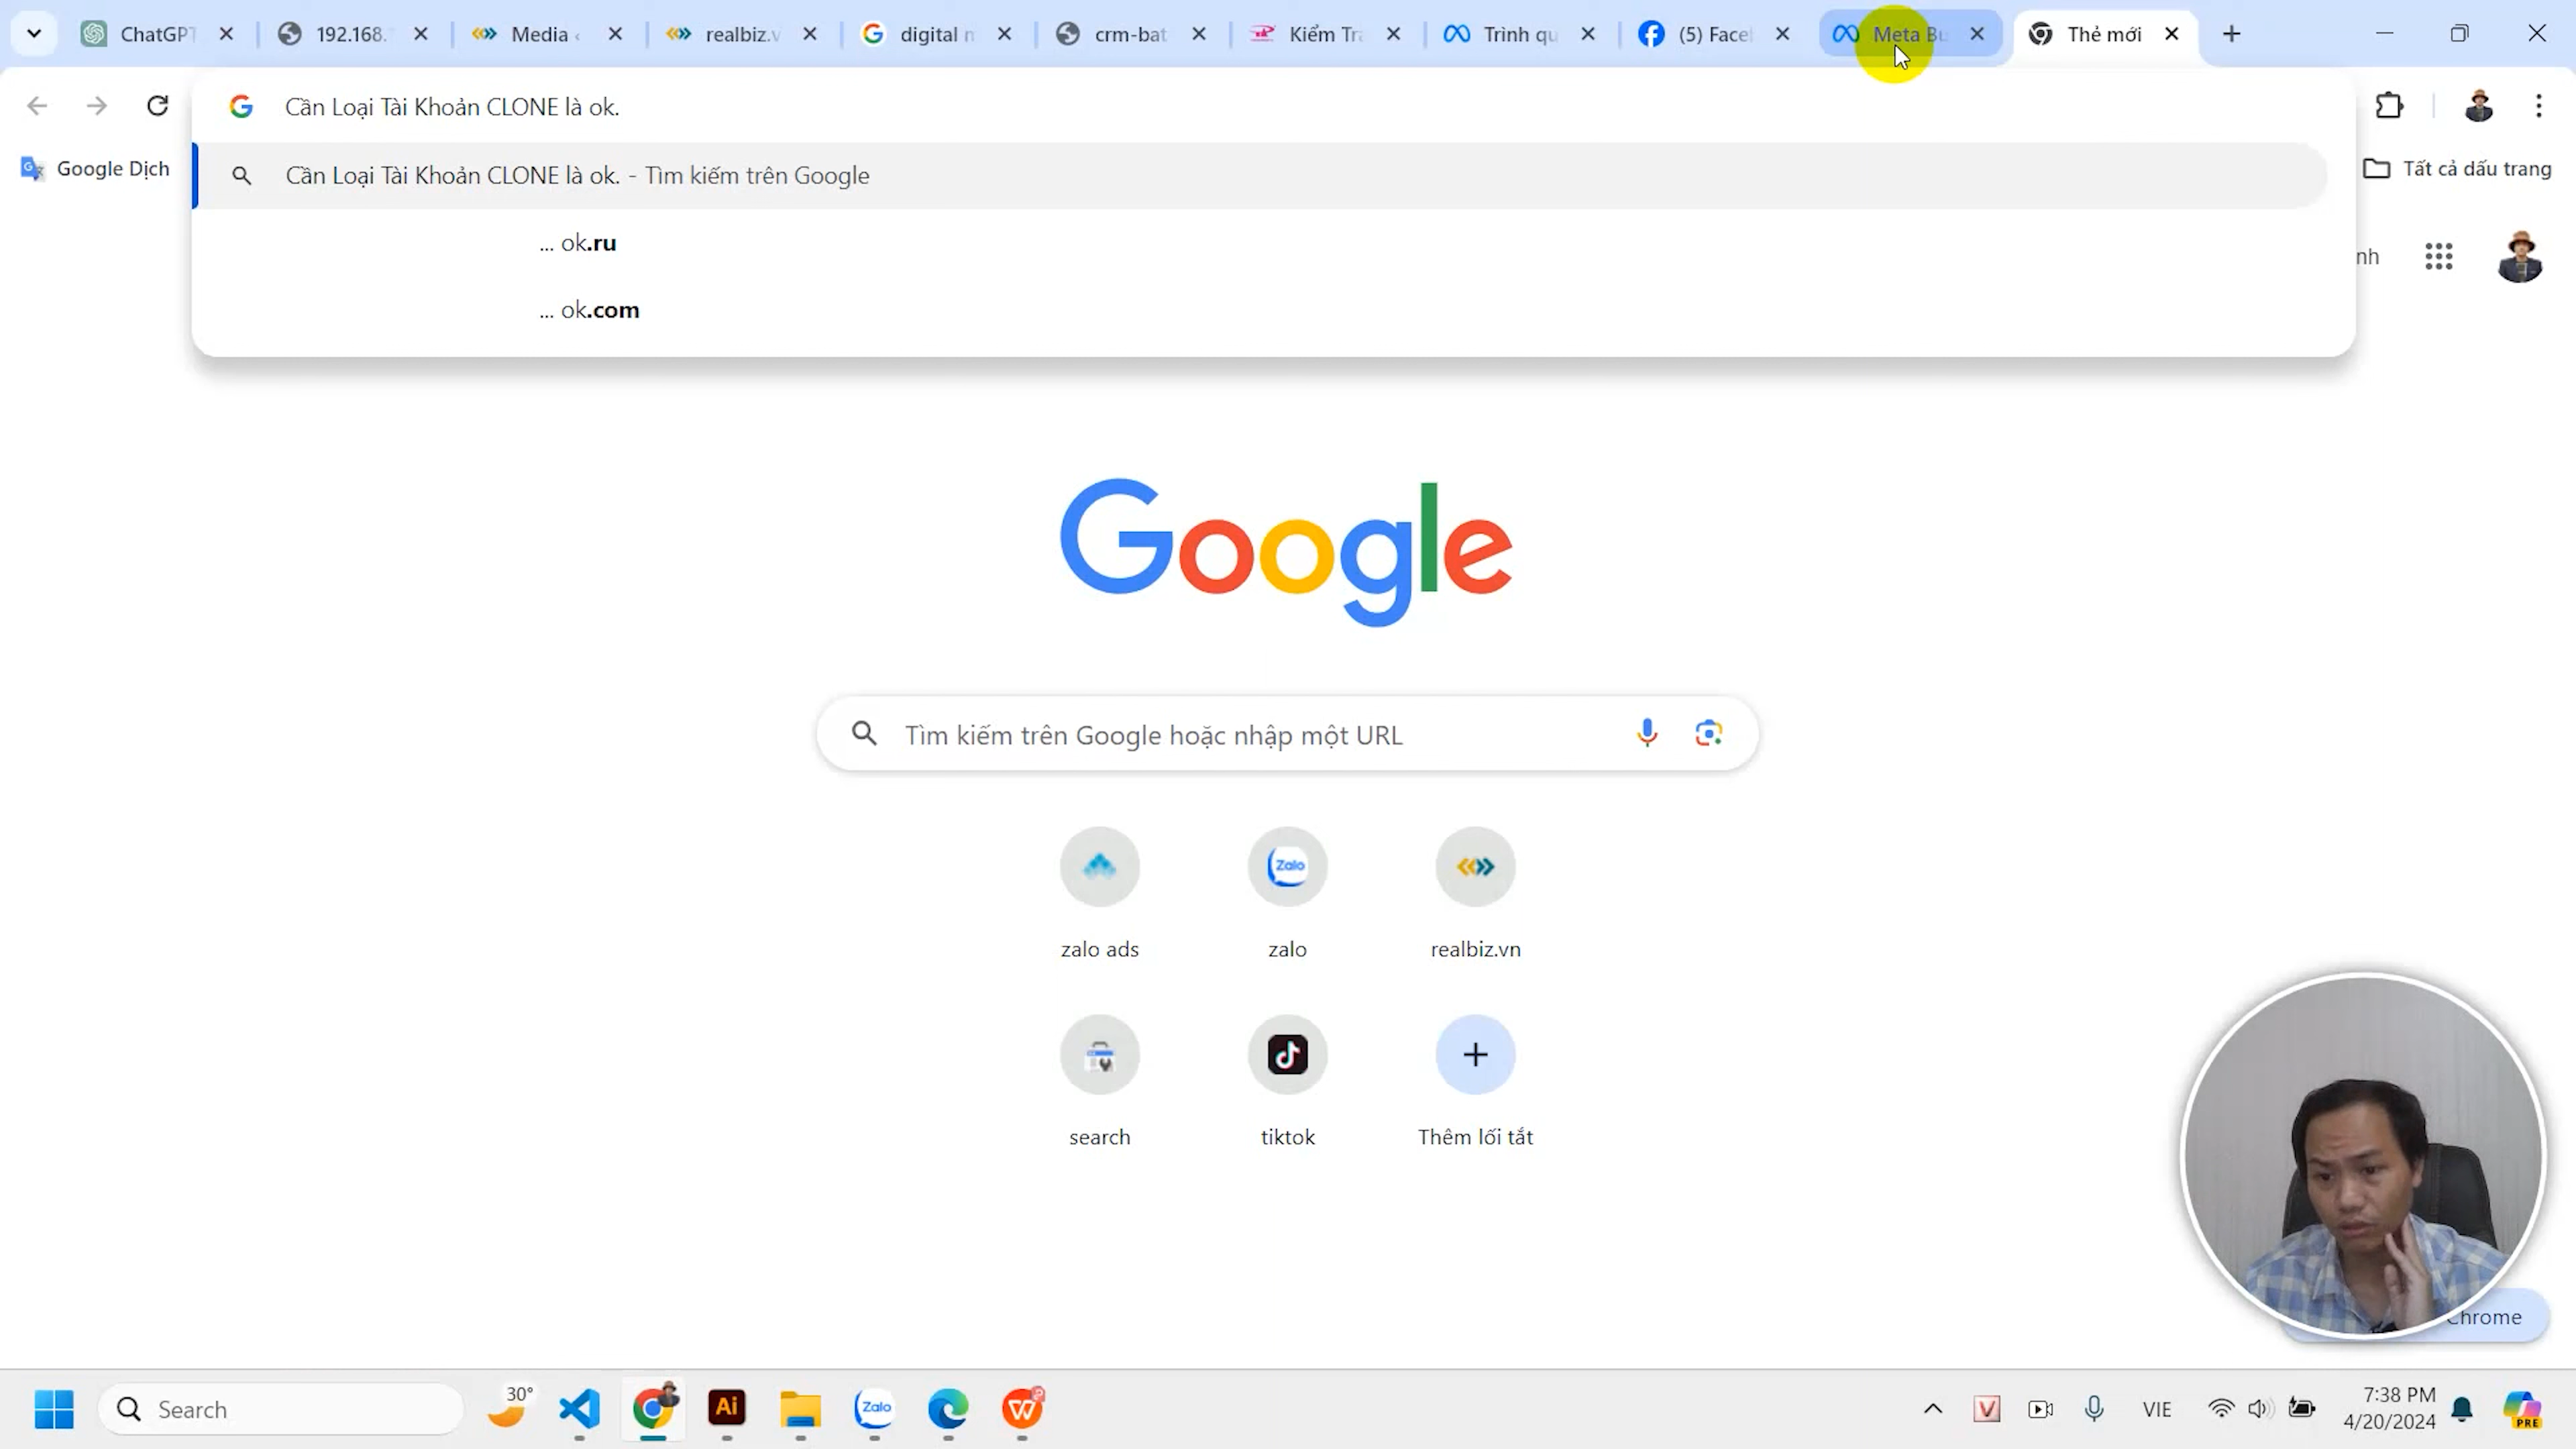 ChatGPT
192.168.
Media
realbiz.v
digital m
crm-bat
Kiểm Tra
Trình qu
(5) Facel
Meta Bu
Thẻ mới
Cần Loại Tài Khoản CLONE là ok.
Google Dịch
Cần Loại Tài Khoản CLONE là ok. - Tìm kiếm trên Google
Tất cả dấu trang
... ok.ru
nh
... ok.com
Google
Tìm kiếm trên Google hoặc nhập một URL
Zalo
zalo ads
zalo
realbiz.vn
search
tiktok
Thêm lối tắt
Chrome
Search
30°
Ai
Zalo
VIE
7:38 PM
4/20/2024
PRE